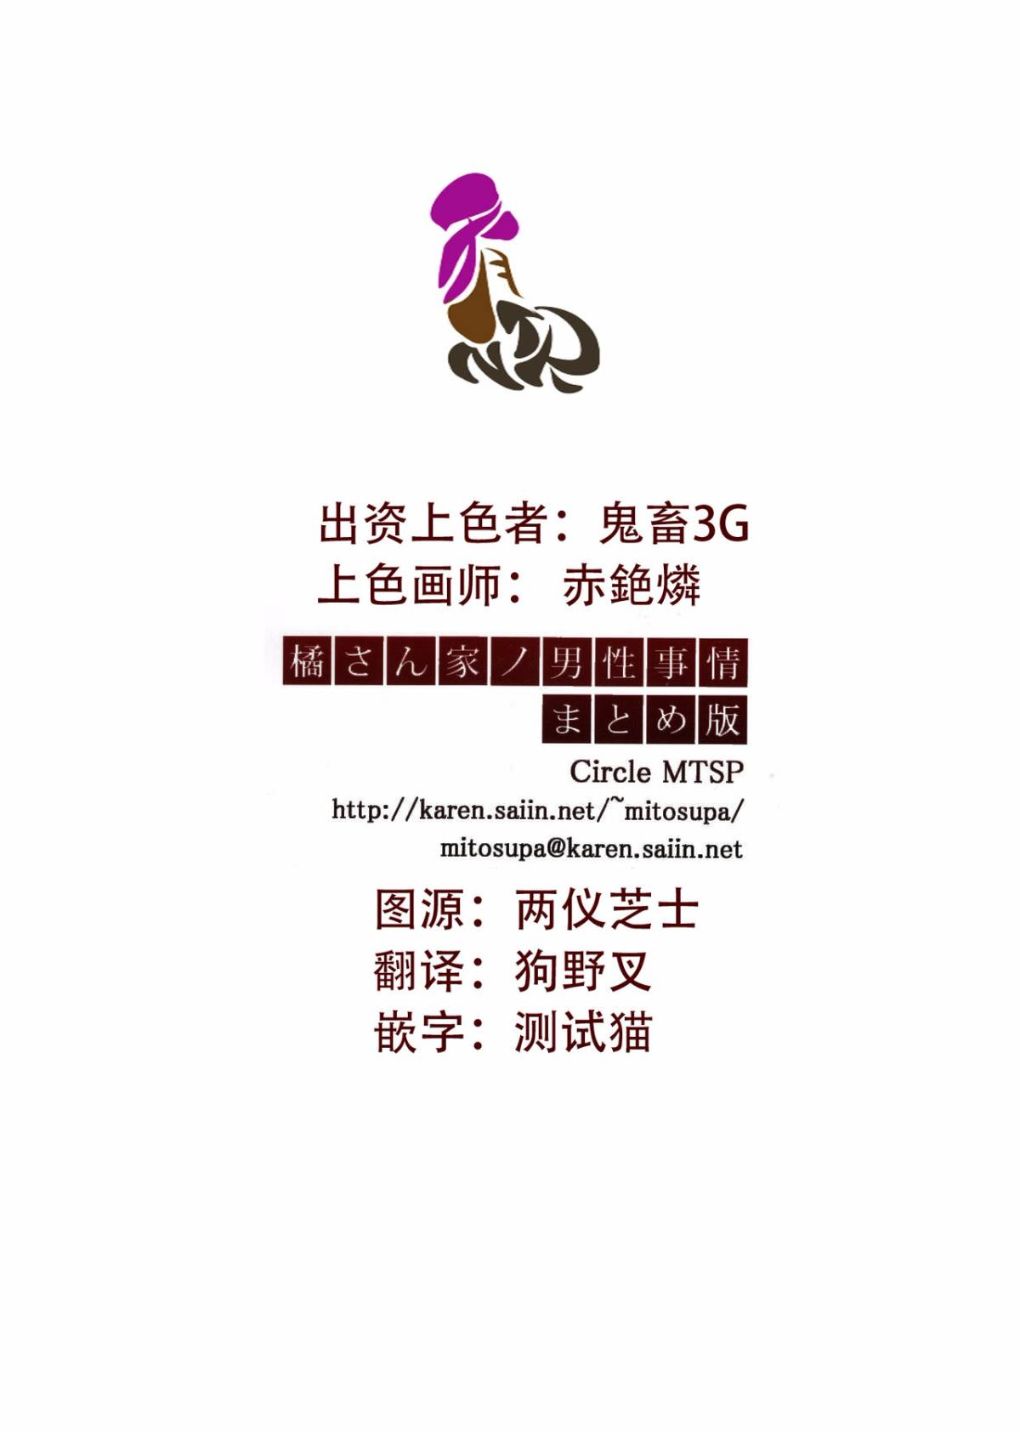 NTR
出资上色者：鬼畜3G
上色画师： 赤銫燐
橘さん家ノ男性事情
まとめ版
Circle MTSP
http://karen.saiin.net/~mitosupa/
mitosupa@karen.saiin.net
图源：两仪芝士
翻译：狗野叉
嵌字：测试猫